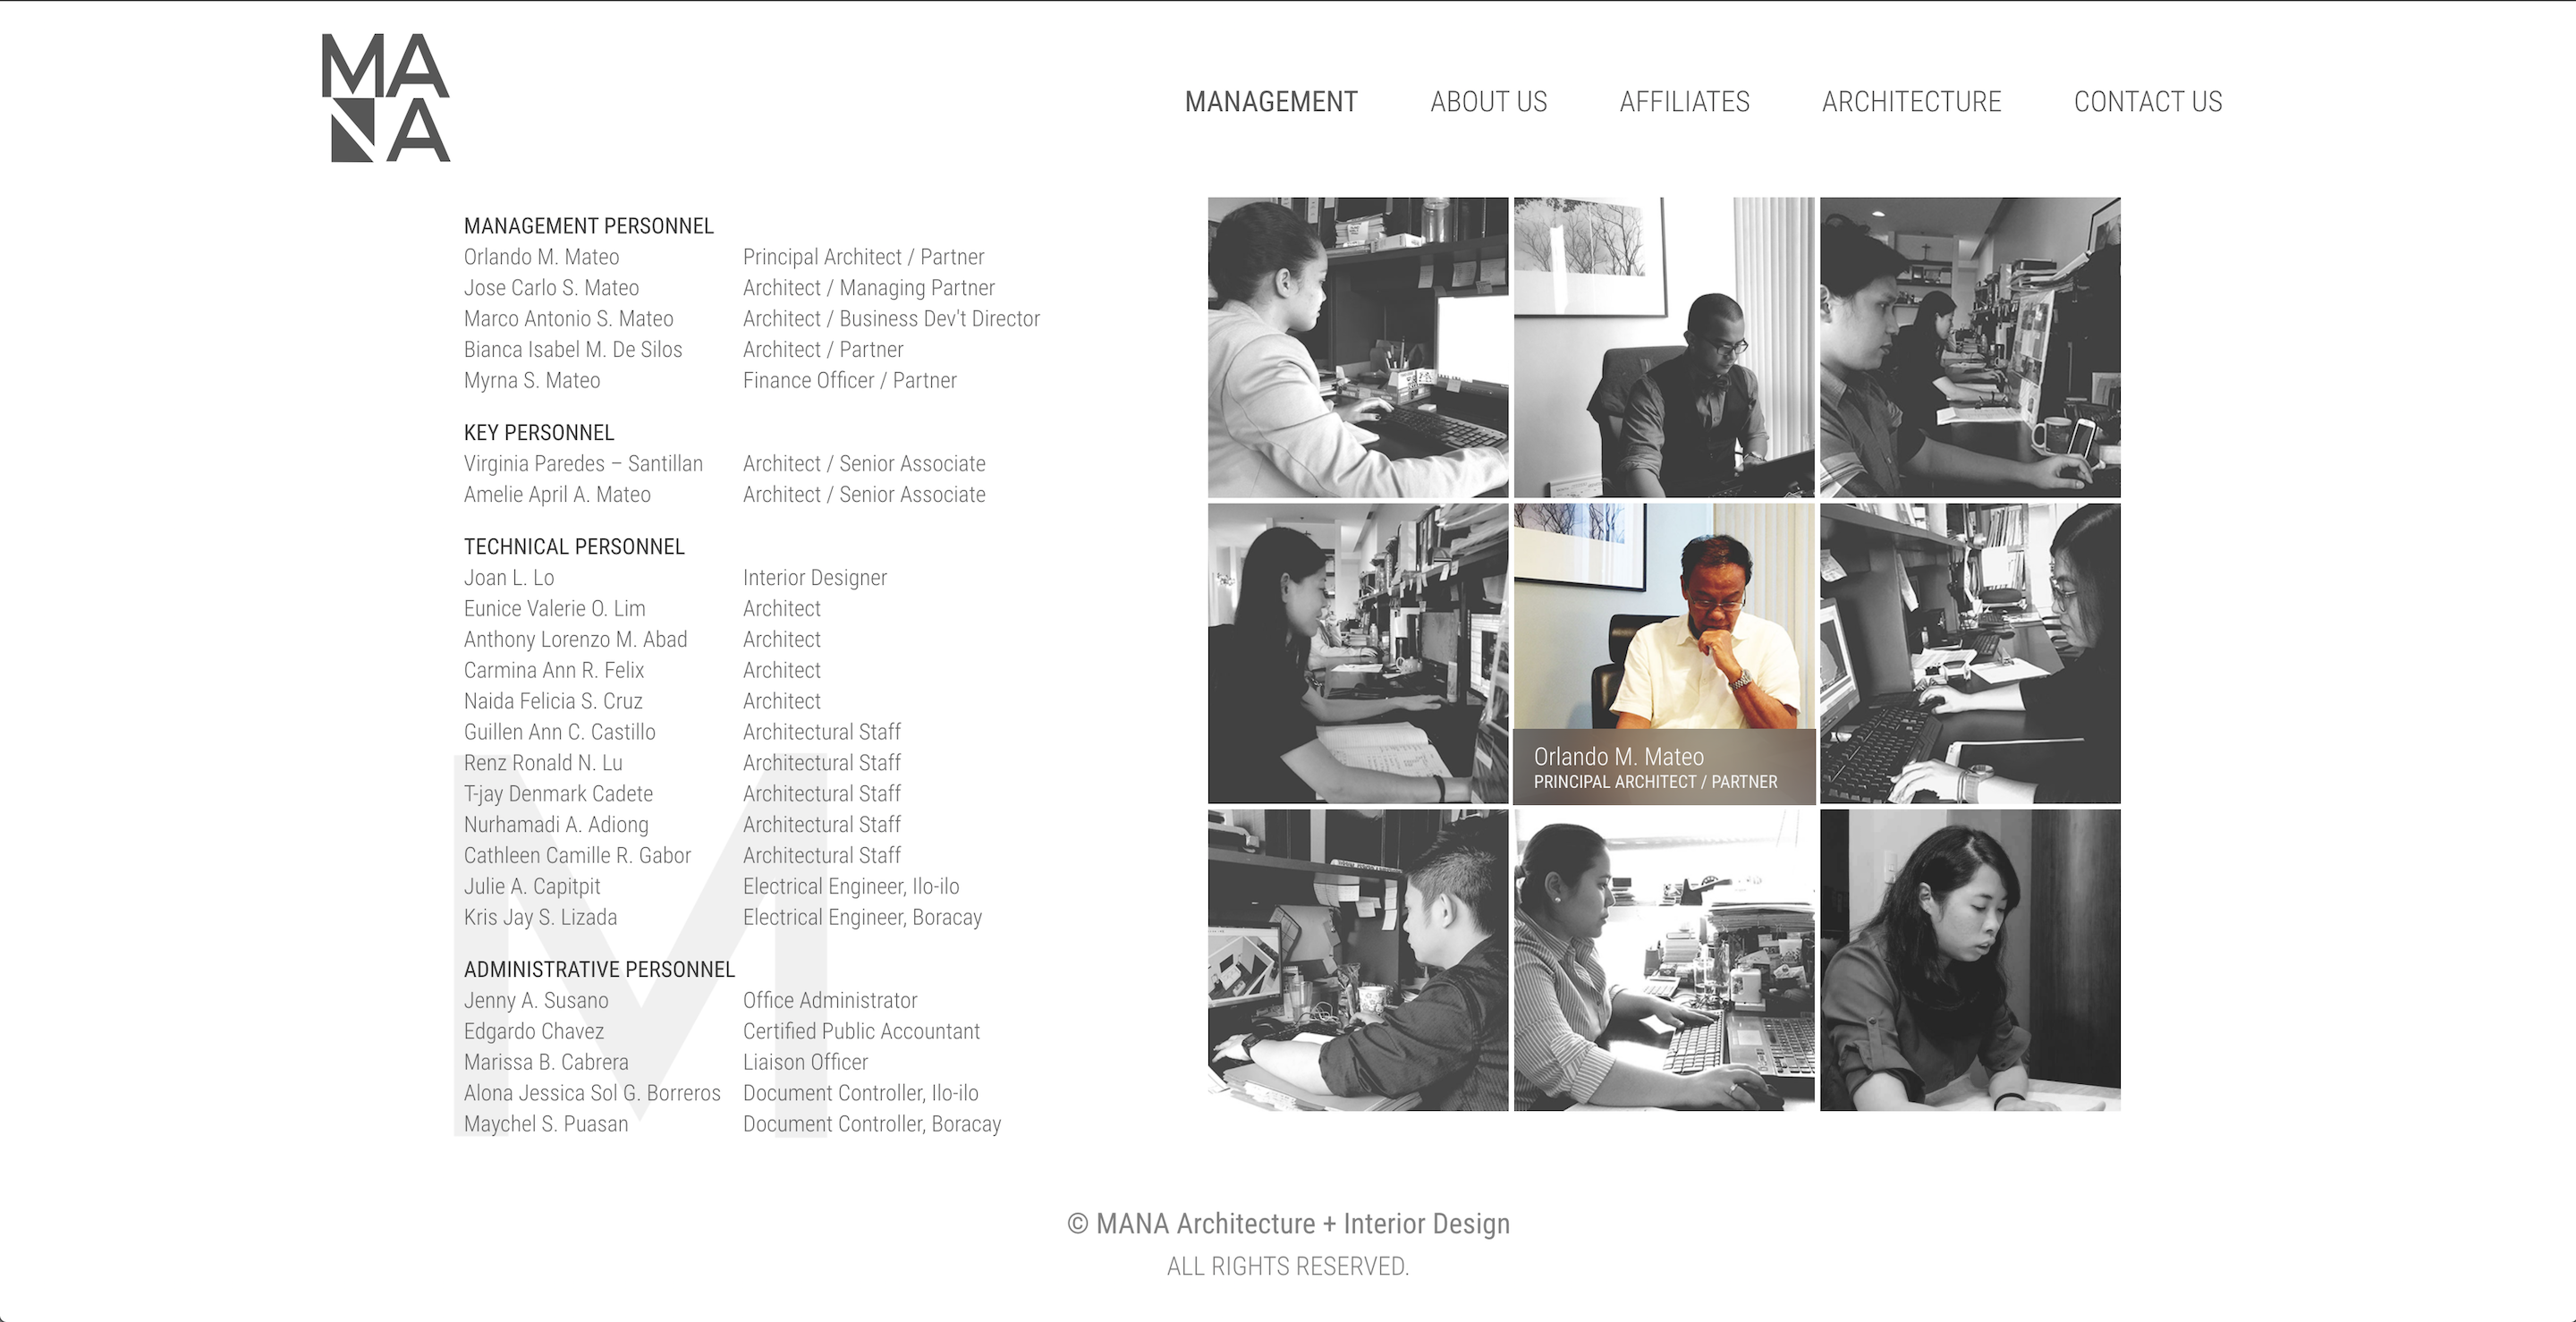 MA
NA
MANAGEMENT ABOUT US AFFILIATES ARCHITECTURE CONTACT US
MANAGEMENT PERSONNEL
Orlando M. Mateo Principal Architect / Partner
Jose Carlo S. Mateo Architect / Managing Partner
Marco Antonio S. Mateo Architect / Business Dev't Director
Bianca Isabel M. De Silos Architect / Partner
Myrna S. Mateo Finance Officer / Partner
KEY PERSONNEL
Virginia Paredes – Santillan Architect / Senior Associate
Amelie April A. Mateo Architect / Senior Associate
TECHNICAL PERSONNEL
Joan L. Lo Interior Designer
Eunice Valerie O. Lim Architect
Anthony Lorenzo M. Abad Architect
Carmina Ann R. Felix Architect
Naida Felicia S. Cruz Architect
Guillen Ann C. Castillo Architectural Staff
Renz Ronald N. Lu Architectural Staff
T-jay Denmark Cadete Architectural Staff
Nurhamadi A. Adiong Architectural Staff
Cathleen Camille R. Gabor Architectural Staff
Julie A. Capitpit Electrical Engineer, Ilo-ilo
Kris Jay S. Lizada Electrical Engineer, Boracay
ADMINISTRATIVE PERSONNEL
Jenny A. Susano Office Administrator
Edgardo Chavez Certified Public Accountant
Marissa B. Cabrera Liaison Officer
Alona Jessica Sol G. Borreros Document Controller, Ilo-ilo
Maychel S. Puasan Document Controller, Boracay
M
Orlando M. Mateo
PRINCIPAL ARCHITECT / PARTNER
© MANA Architecture + Interior Design
ALL RIGHTS RESERVED.